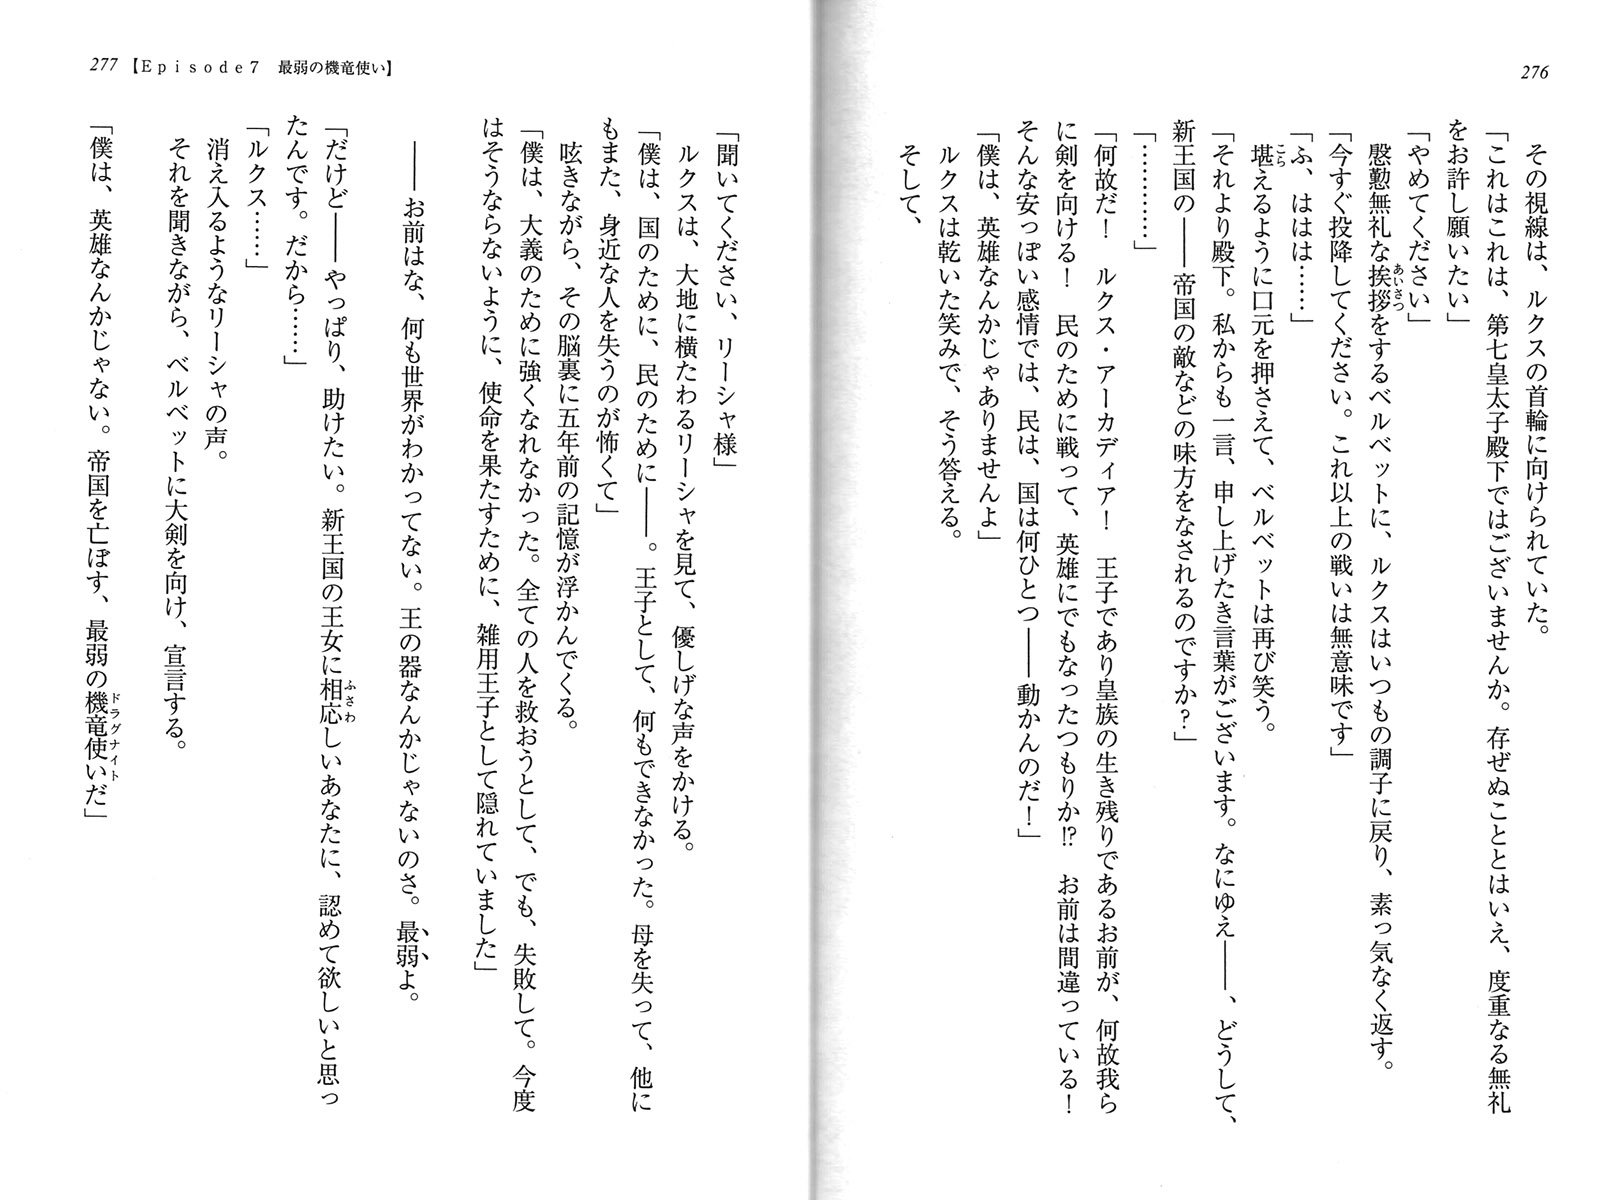 276
その視線は、ルクスの首輪に向けられていた。
「これはこれは、第七皇太子殿下ではございませんか。存ぜぬこととはいえ、度重なる無礼
をお許し願いたい」
「やめてください」
慇懃無礼な挨拶をするベルベットに、ルクスはいつもの調子に戻り、素っ気なく返す。
「今すぐ投降してください。これ以上の戦いは無意味です」
「ふ、ははは……」
堪えるように口元を押さえて、ベルベットは再び笑う。
「それより殿下。私からも一言、申し上げたき言葉がございます。なにゆえ――、どうして、
新王国の――帝国の敵などの味方をなされるのですか？」
「…………」
「何故だ！　ルクス・アーカディア！　王子であり皇族の生き残りであるお前が、何故我ら
に剣を向ける！　民のために戦って、英雄にでもなったつもりか⁉　お前は間違っている！
そんな安っぽい感情では、民は、国は何ひとつ――動かんのだ！」
「僕は、英雄なんかじゃありませんよ」
ルクスは乾いた笑みで、そう答える。
そして、
277【Episode7　最弱の機竜使い】
「聞いてください、リーシャ様」
ルクスは、大地に横たわるリーシャを見て、優しげな声をかける。
「僕は、国のために、民のために――。王子として、何もできなかった。母を失って、他に
もまた、身近な人を失うのが怖くて」
呟きながら、その脳裏に五年前の記憶が浮かんでくる。
「僕は、大義のために強くなれなかった。全ての人を救おうとして、でも、失敗して。今度
はそうならないように、使命を果たすために、雑用王子として隠れていました」
――お前はな、何も世界がわかってない。王の器なんかじゃないのさ。最弱よ。
「だけど――やっぱり、助けたい。新王国の王女に相応しいあなたに、認めて欲しいと思っ
たんです。だから……」
「ルクス……」
消え入るようなリーシャの声。
それを聞きながら、ベルベットに大剣を向け、宣言する。
「僕は、英雄なんかじゃない。帝国を亡ぼす、最弱の機竜使いだ」